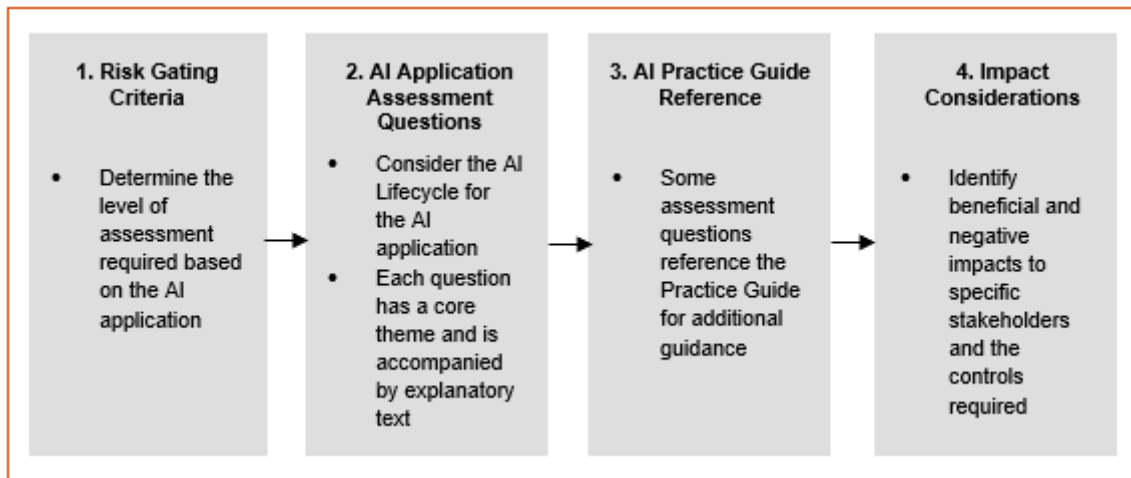 1. Risk Gating
Criteria
• Determine the
level of
assessment
required based
on the AI
application
2. AI Application
Assessment
Questions
• Consider the AI
Lifecycle for
the AI
application
• Each question
has a core
theme and is
accompanied
by explanatory
text
3. AI Practice Guide
Reference
• Some
assessment
questions
reference the
Practice Guide
for additional
guidance
4. Impact
Considerations
• Identify
beneficial and
negative
impacts to
specific
stakeholders
and the
controls
required